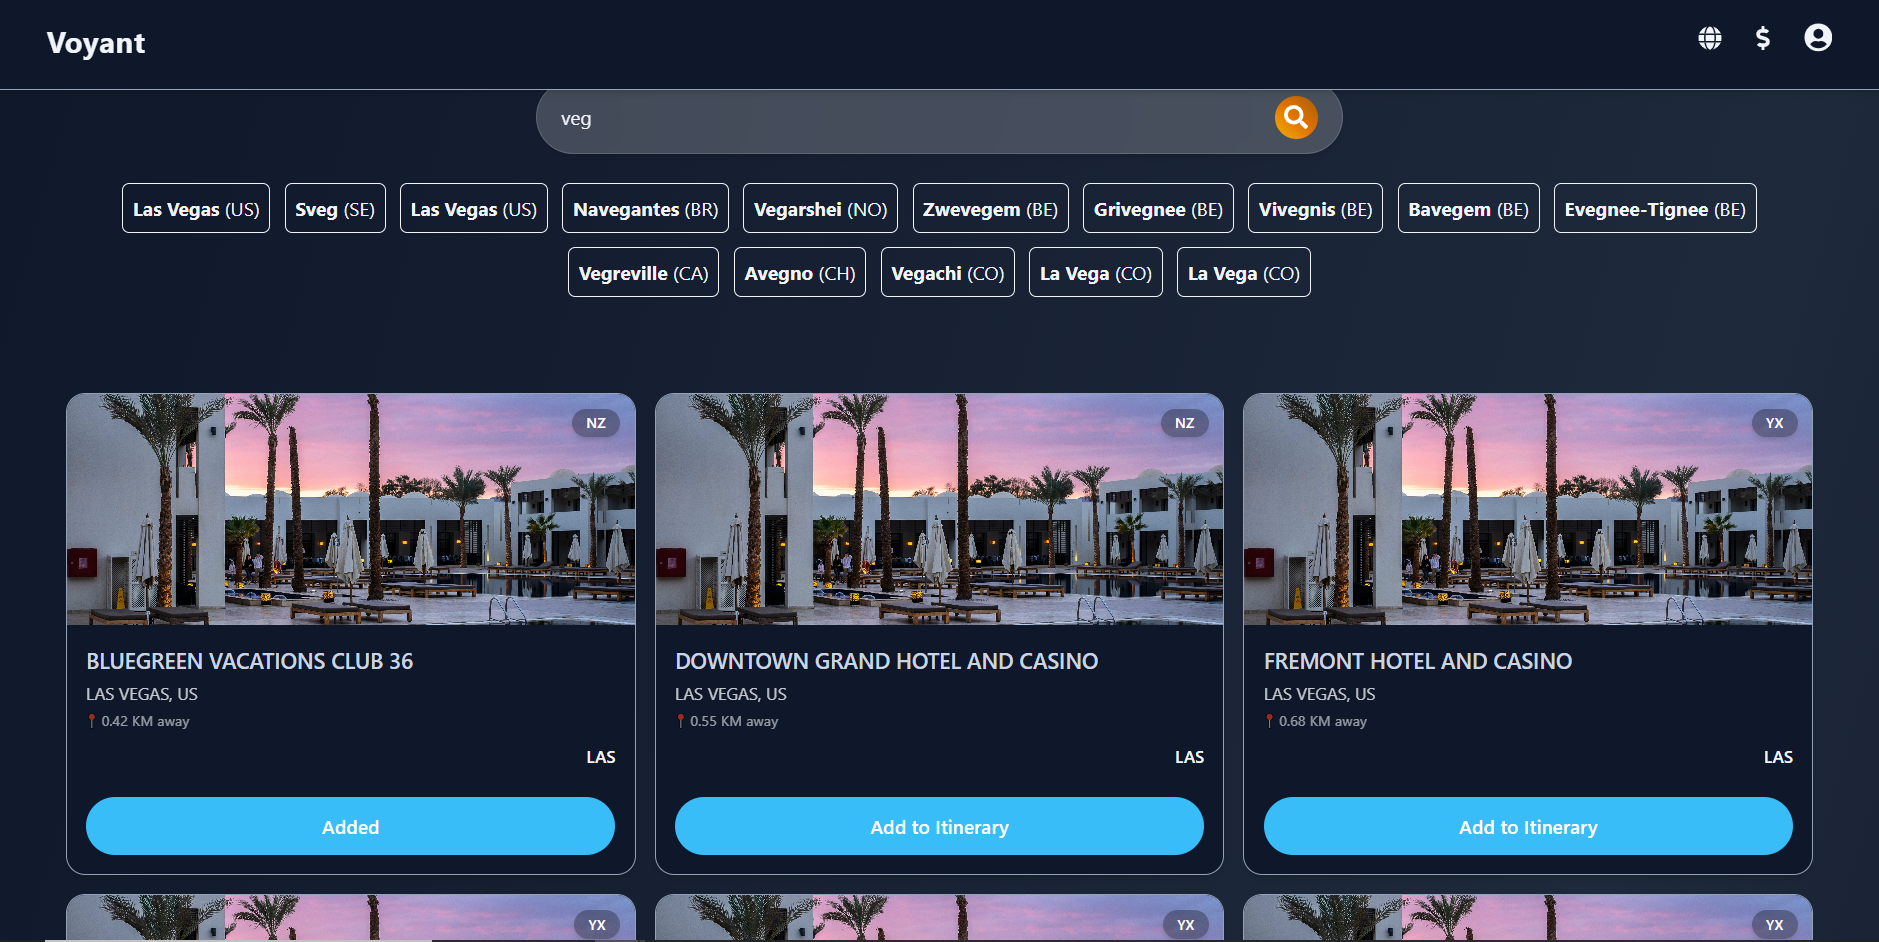 Voyant
$
veg
Las Vegas (US) Sveg (SE) Las Vegas (US) Navegantes (BR) Vegarshei (NO) Zwevegem (BE) Grivegnee (BE) Vivegnis (BE) Bavegem (BE) Evegnee-Tignee (BE)
Vegreville (CA) Avegno (CH) Vegachi (CO) La Vega (CO) La Vega (CO)
NZ
BLUEGREEN VACATIONS CLUB 36
LAS VEGAS, US
0.42 KM away
LAS
Added
NZ
DOWNTOWN GRAND HOTEL AND CASINO
LAS VEGAS, US
0.55 KM away
LAS
Add to Itinerary
YX
FREMONT HOTEL AND CASINO
LAS VEGAS, US
0.68 KM away
LAS
Add to Itinerary
YX
YX
YX